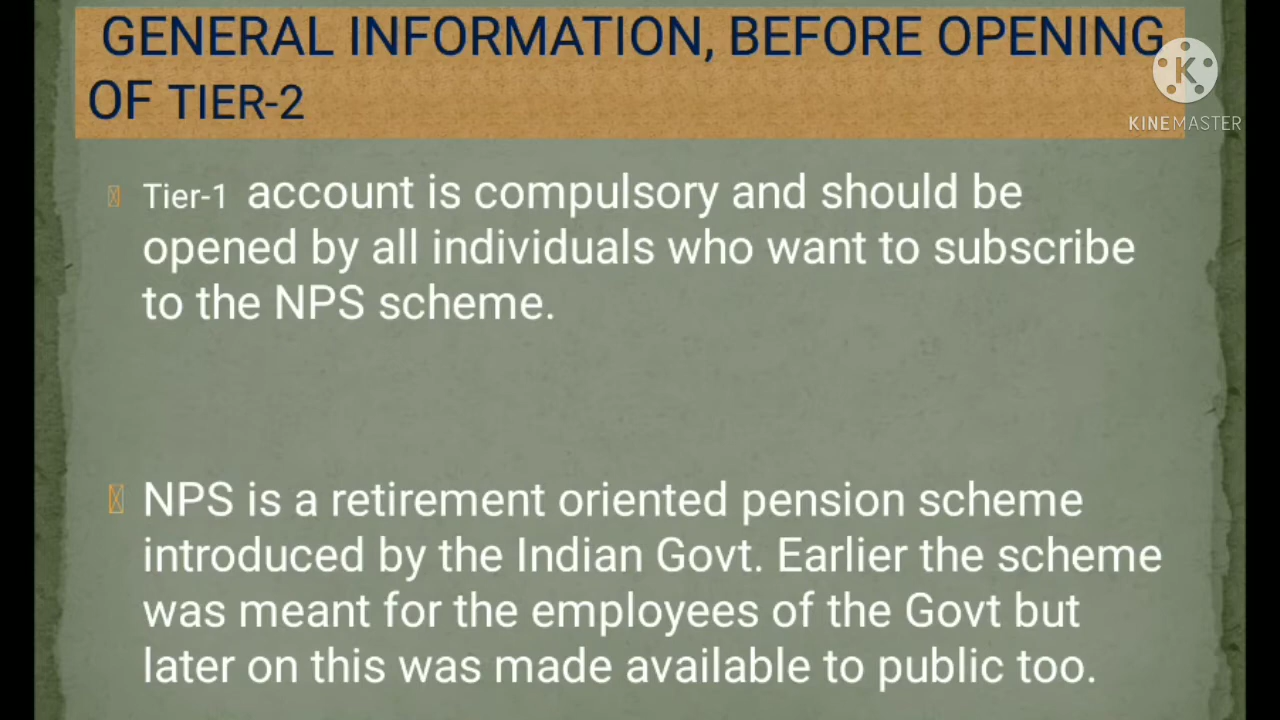 GENERAL INFORMATION, BEFORE OPENING
OF TIER-2
KINEMASTER
Tier-1 account is compulsory and should be
opened by all individuals who want to subscribe
to the NPS scheme.
NPS is a retirement oriented pension scheme
introduced by the Indian Govt. Earlier the scheme
was meant for the employees of the Govt but
later on this was made available to public too.